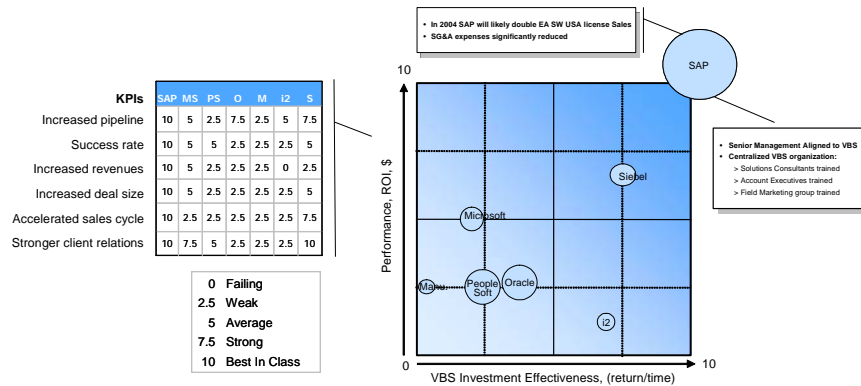 • In 2004 SAP will likely double EA SW USA license Sales
• SG&A expenses significantly reduced
SAP
10
KPIs SAP MS PS O M i2 S
Increased pipeline 10 5 2.5 7.5 2.5 5 7.5
Success rate 10 5 5 2.5 2.5 2.5 5
Increased revenues 10 5 2.5 2.5 2.5 0 2.5
Increased deal size 10 5 2.5 2.5 2.5 2.5 5
Accelerated sales cycle 10 2.5 2.5 2.5 2.5 2.5 7.5
Stronger client relations 10 7.5 5 2.5 2.5 2.5 10
• Senior Management Aligned to VBS
• Centralized VBS organization:
> Solutions Consultants trained
> Account Executives trained
> Field Marketing group trained
Performance, ROI, $
Siebel
Microsoft
Manu.
People
Soft
Oracle
i2
0 Failing
2.5 Weak
5 Average
7.5 Strong
10 Best In Class
0
10
VBS Investment Effectiveness, (return/time)